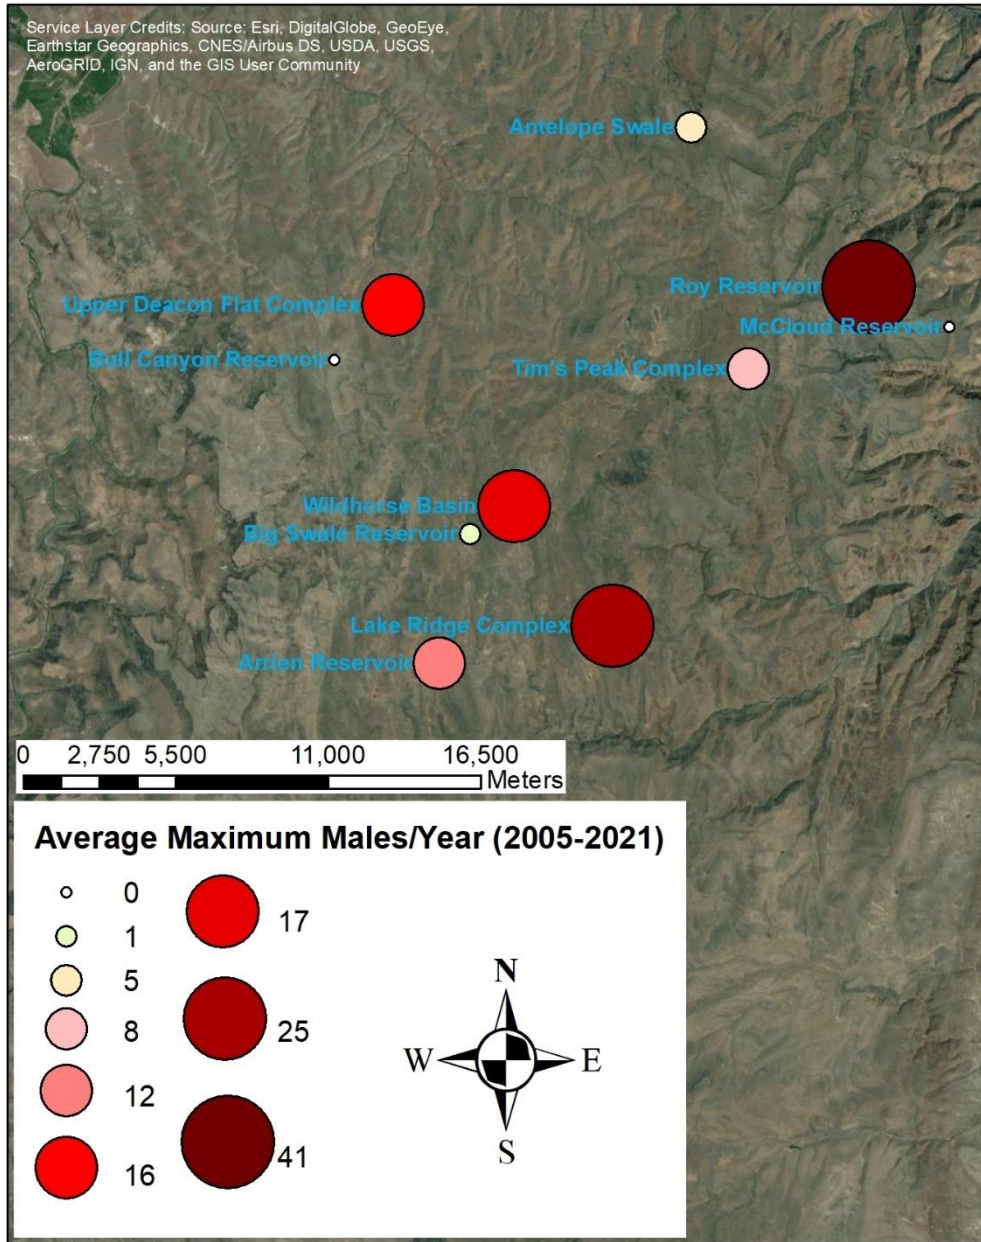 Service Layer Credits: Source: Esri, DigitalGlobe, GeoEye,
Earthstar Geographics, CNES/Airbus DS, USDA, USGS,
AeroGRID, IGN, and the GIS User Community
Antelope Swale
Roy Reservoir
Upper Deacon Flat Complex
McCloud Reservoir
Bull Canyon Reservoir
Tim's Peak Complex
Wildhorse Basin
Big Swale Reservoir
Lake Ridge Complex
Arrien Reservoir
0 2,750 5,500 11,000 16,500
Meters
Average Maximum Males/Year (2005-2021)
0
1
5
8
12
16
17
25
41
N
W E
S